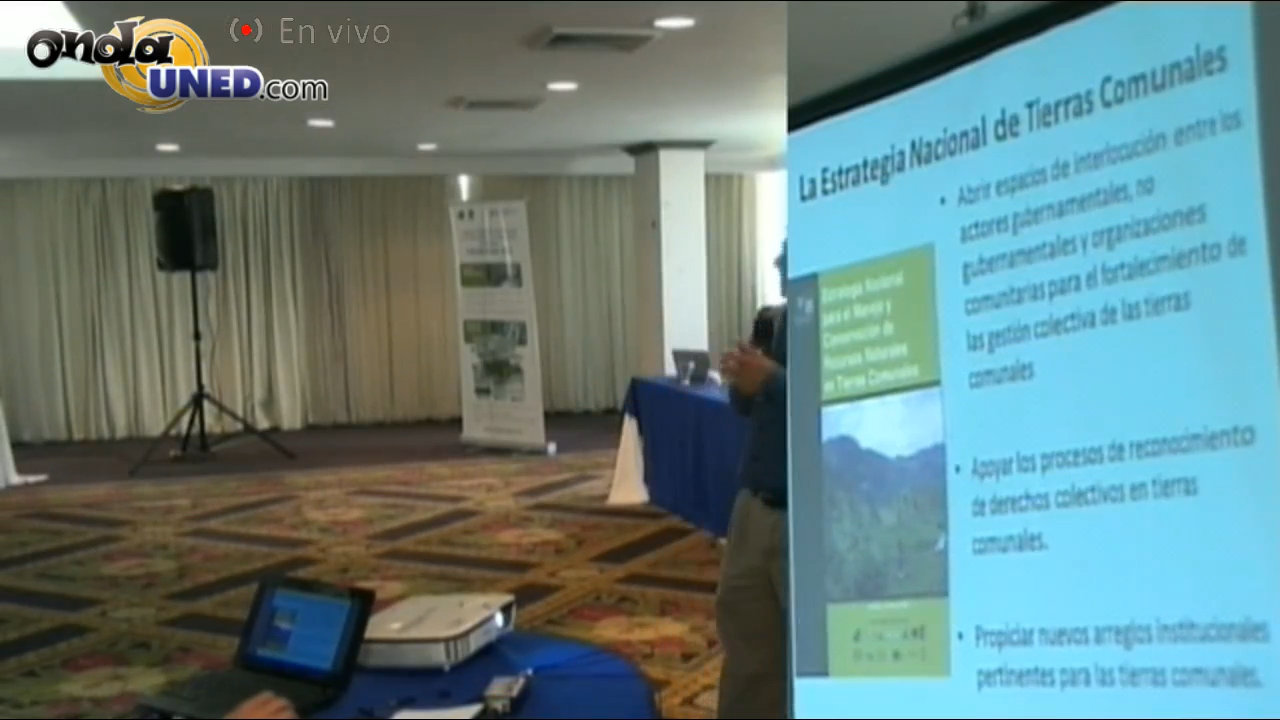 onda
UNED.com
En vivo
La Estrategia Nacional de Tierras Comunales
• Abrir espacios de interlocución entre los
actores gubernamentales, no
gubernamentales y organizaciones
comunitarias para el fortalecimiento de
las gestión colectiva de las tierras
comunales
• Apoyar los procesos de reconocimiento
de derechos colectivos en tierras
comunales.
• Propiciar nuevos arreglos institucionales
pertinentes para las tierras comunales.
Estrategia Nacional
para el Manejo y
Conservación de
Recursos Naturales
en Tierras Comunales